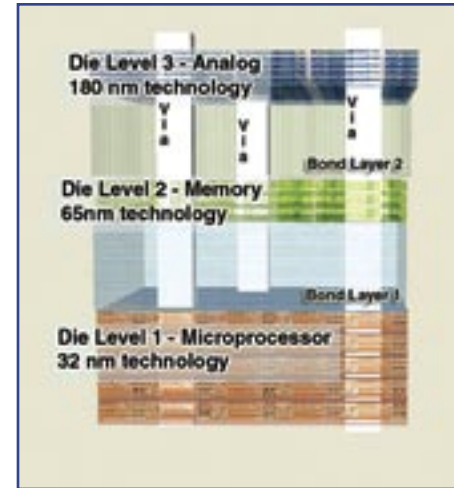 Die Level 3 - Analog
180 nm technology
Via
Via
Via
Bond Layer 2
Die Level 2 - Memory
65nm technology
Bond Layer 1
Die Level 1 - Microprocessor
32 nm technology